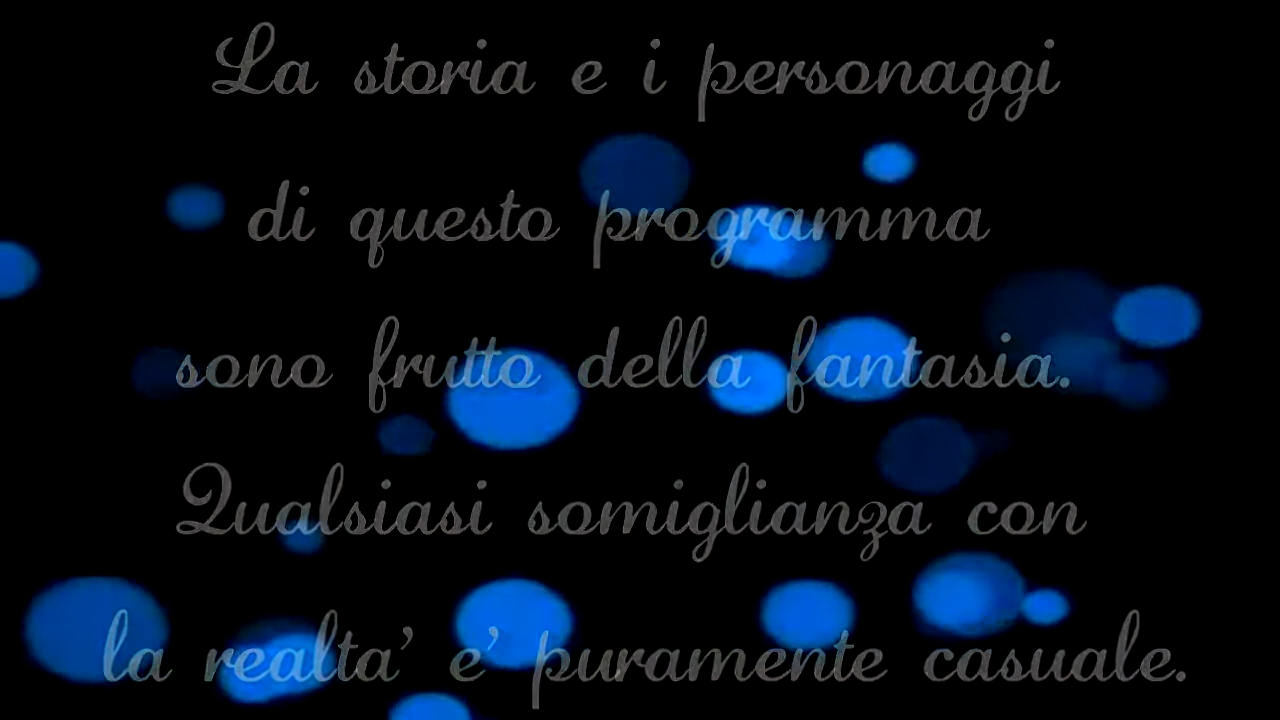 La storia e i personaggi
di questo programma
sono frutto della fantasia.
Qualsiasi somiglianza con
la realta' e' puramente casuale.